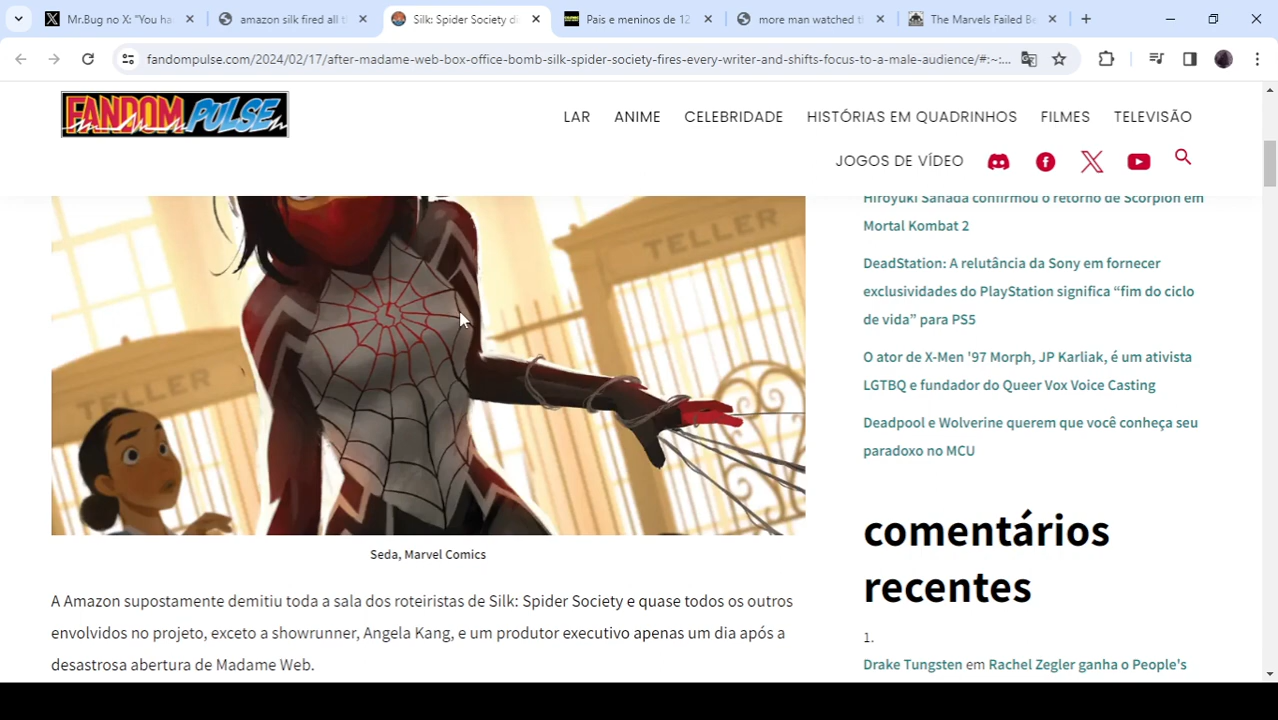 Mr.Bug no X: "You ha
amazon silk fired all t
Silk: Spider Society di
Pais e meninos de 12
more man watched t
The Marvels Failed Be
fandompulse.com/2024/02/17/after-madame-web-box-office-bomb-silk-spider-society-fires-every-writer-and-shifts-focus-to-a-male-audience/#:~:...
FANDOM PULSE
LAR ANIME CELEBRIDADE HISTÓRIAS EM QUADRINHOS FILMES TELEVISÃO
JOGOS DE VÍDEO
TELLER
TELLER
Seda, Marvel Comics
A Amazon supostamente demitiu toda a sala dos roteiristas de Silk: Spider Society e quase todos os outros
envolvidos no projeto, exceto a showrunner, Angela Kang, e um produtor executivo apenas um dia após a
desastrosa abertura de Madame Web.
Hiroyuki Sanada confirmou o retorno de Scorpion em
Mortal Kombat 2
DeadStation: A relutância da Sony em fornecer
exclusividades do PlayStation significa “fim do ciclo
de vida” para PS5
O ator de X-Men '97 Morph, JP Karliak, é um ativista
LGTBQ e fundador do Queer Vox Voice Casting
Deadpool e Wolverine querem que você conheça seu
paradoxo no MCU
comentários
recentes
1.
Drake Tungsten em Rachel Zegler ganha o People's